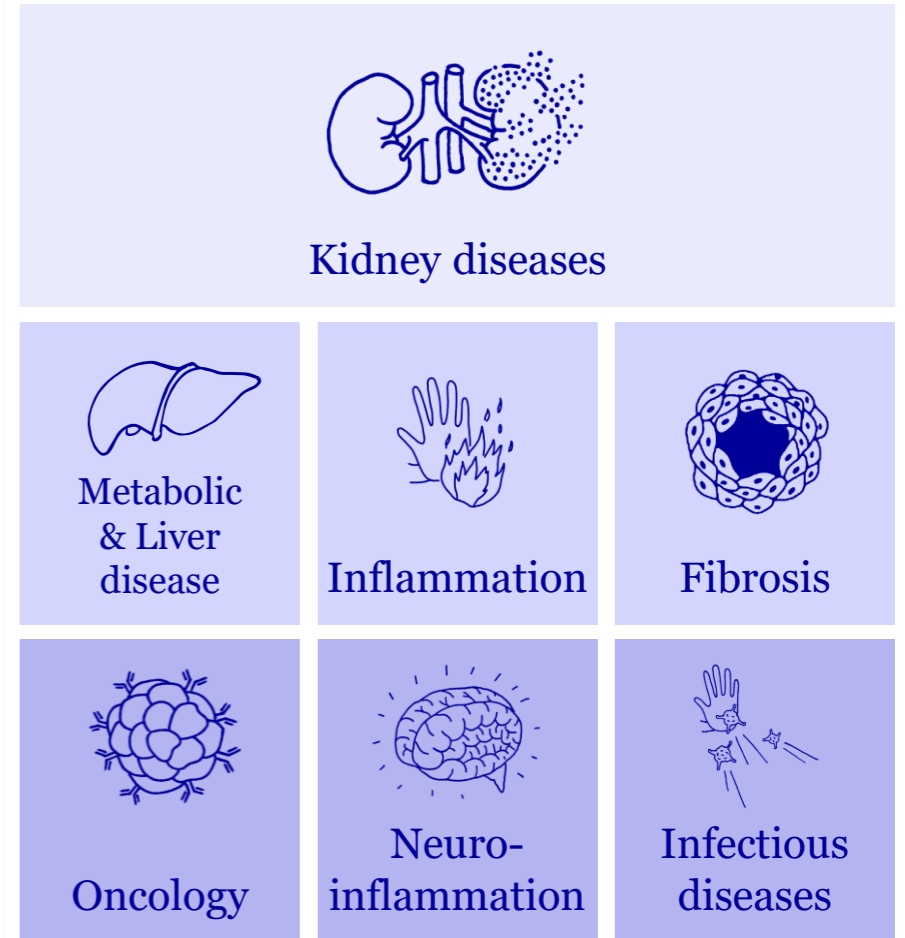 Kidney diseases
Metabolic
& Liver
disease
Inflammation
Fibrosis
Oncology
Neuro-
inflammation
Infectious
diseases